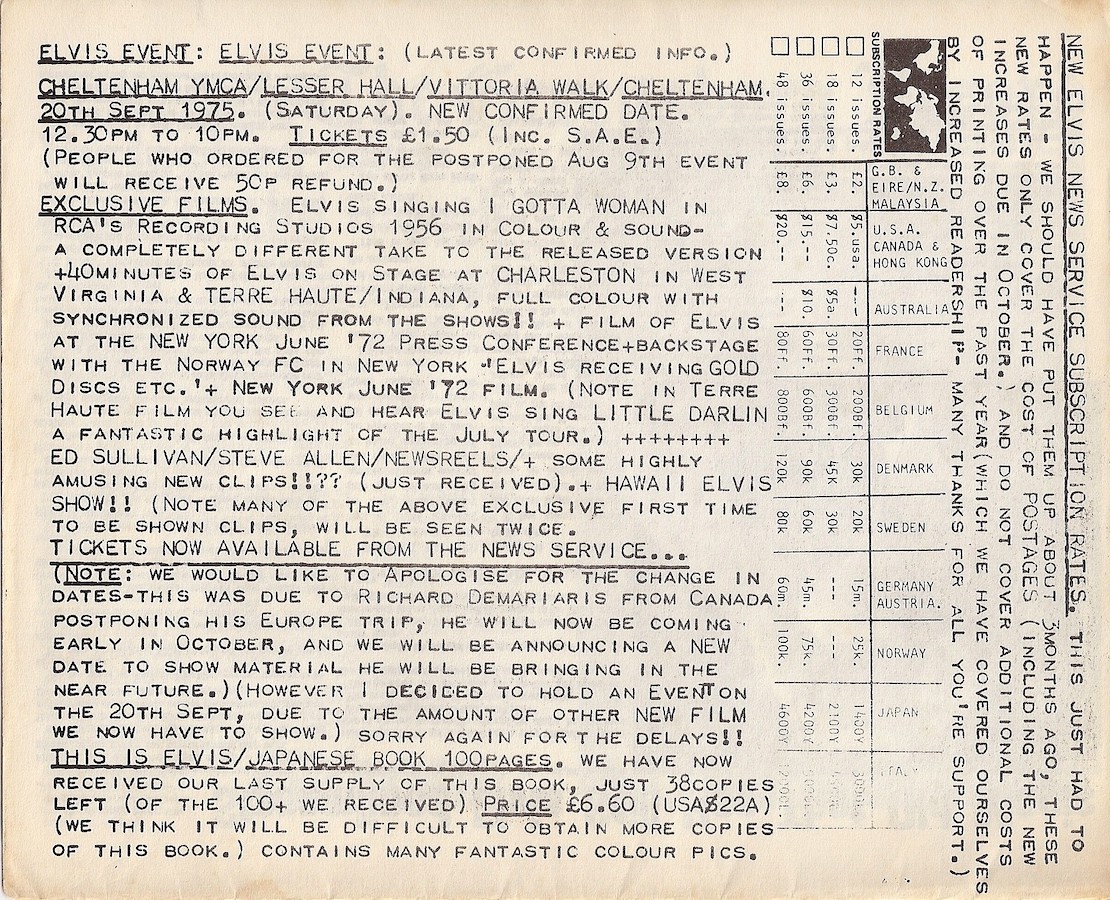 ELVIS EVENT: ELVIS EVENT: (LATEST CONFIRMED INFO.)
CHELTENHAM YMCA/LESSER HALL/VITTORIA WALK/CHELTENHAM.
20TH SEPT 1975. (SATURDAY). NEW CONFIRMED DATE.
12.30PM TO 10PM. TICKETS £1.50 (INC. S.A.E.)
(PEOPLE WHO ORDERED FOR THE POSTPONED AUG 9TH EVENT
WILL RECEIVE 50P REFUND.)
EXCLUSIVE FILMS. ELVIS SINGING I GOTTA WOMAN IN
RCA'S RECORDING STUDIOS 1956 IN COLOUR & SOUND-
A COMPLETELY DIFFERENT TAKE TO THE RELEASED VERSION
+40MINUTES OF ELVIS ON STAGE AT CHARLESTON IN WEST
VIRGINIA & TERRE HAUTE/INDIANA, FULL COLOUR WITH
SYNCHRONIZED SOUND FROM THE SHOWS!! + FILM OF ELVIS
AT THE NEW YORK JUNE '72 PRESS CONFERENCE+BACKSTAGE
WITH THE NORWAY FC IN NEW YORK -'ELVIS RECEIVING GOLD
DISCS ETC.'+ NEW YORK JUNE '72 FILM. (NOTE IN TERRE
HAUTE FILM YOU SEE AND HEAR ELVIS SING LITTLE DARLIN
A FANTASTIC HIGHLIGHT OF THE JULY TOUR.) ++++++++
ED SULLIVAN/STEVE ALLEN/NEWSREELS/+ SOME HIGHLY
AMUSING NEW CLIPS!!?? (JUST RECEIVED).+ HAWAII ELVIS
SHOW!! (NOTE MANY OF THE ABOVE EXCLUSIVE FIRST TIME
TO BE SHOWN CLIPS, WILL BE SEEN TWICE.
TICKETS NOW AVAILABLE FROM THE NEWS SERVICE...
(NOTE: WE WOULD LIKE TO APOLOGISE FOR THE CHANGE IN
DATES-THIS WAS DUE TO RICHARD DEMARIARIS FROM CANADA
POSTPONING HIS EUROPE TRIP, HE WILL NOW BE COMING
EARLY IN OCTOBER, AND WE WILL BE ANNOUNCING A NEW
DATE TO SHOW MATERIAL HE WILL BE BRINGING IN THE
NEAR FUTURE.)(HOWEVER I DECIDED TO HOLD AN EVENT ON
THE 20TH SEPT, DUE TO THE AMOUNT OF OTHER NEW FILM
WE NOW HAVE TO SHOW.) SORRY AGAIN FOR THE DELAYS!!
THIS IS ELVIS/JAPANESE BOOK 100PAGES. WE HAVE NOW
RECEIVED OUR LAST SUPPLY OF THIS BOOK, JUST 38COPIES
LEFT (OF THE 100+ WE RECEIVED) PRICE £6.60 (USA$22A)
(WE THINK IT WILL BE DIFFICULT TO OBTAIN MORE COPIES
OF THIS BOOK.) CONTAINS MANY FANTASTIC COLOUR PICS.
NEW ELVIS NEWS SERVICE SUBSCRIPTION RATES. THIS JUST HAD TO
HAPPEN - WE SHOULD HAVE PUT THEM UP ABOUT 3MONTHS AGO, THESE
NEW RATES ONLY COVER THE COST OF POSTAGES (INCLUDING THE NEW
INCREASES DUE IN OCTOBER.) AND DO NOT COVER ADDITIONAL COSTS
OF PRINTING OVER THE PAST YEAR(WHICH WE HAVE COVERED OURSELVES
BY INCREASED READERSHIP- MANY THANKS FOR ALL YOU'RE SUPPORT.)
SUBSCRIPTION RATES
G.B. & EIRE/N.Z. MALAYSIA
U.S.A. CANADA & HONG KONG
AUSTRALIA
FRANCE
BELGIUM
DENMARK
SWEDEN
GERMANY AUSTRIA.
NORWAY
JAPAN
ITALY
12 issues. £2. $5.usa. --- 20Ff. 200Bf. 30k 20k 15m. 25k. 1400Y
18 issues. £3. $7.50c. $5a. 30Ff. 300Bf. 45K 30k --- --- 2100Y
36 issues. £6. $15.-- $10. 60Ff. 600Bf. 90k 60k 45m. 75k. 4200Y
48 issues. £8. $20.-- --- 80Ff. 800Bf. 120k 80k 60m. 100k. 4600Y